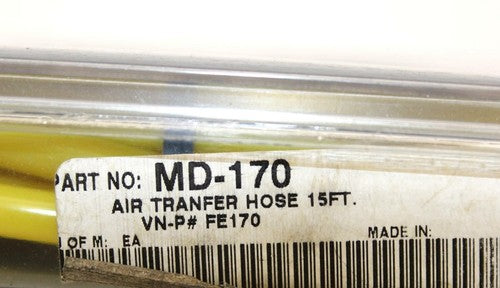 PART NO: MD-170
AIR TRANFER HOSE 15FT.
VN-P# FE170
MADE IN:
OF M: EA